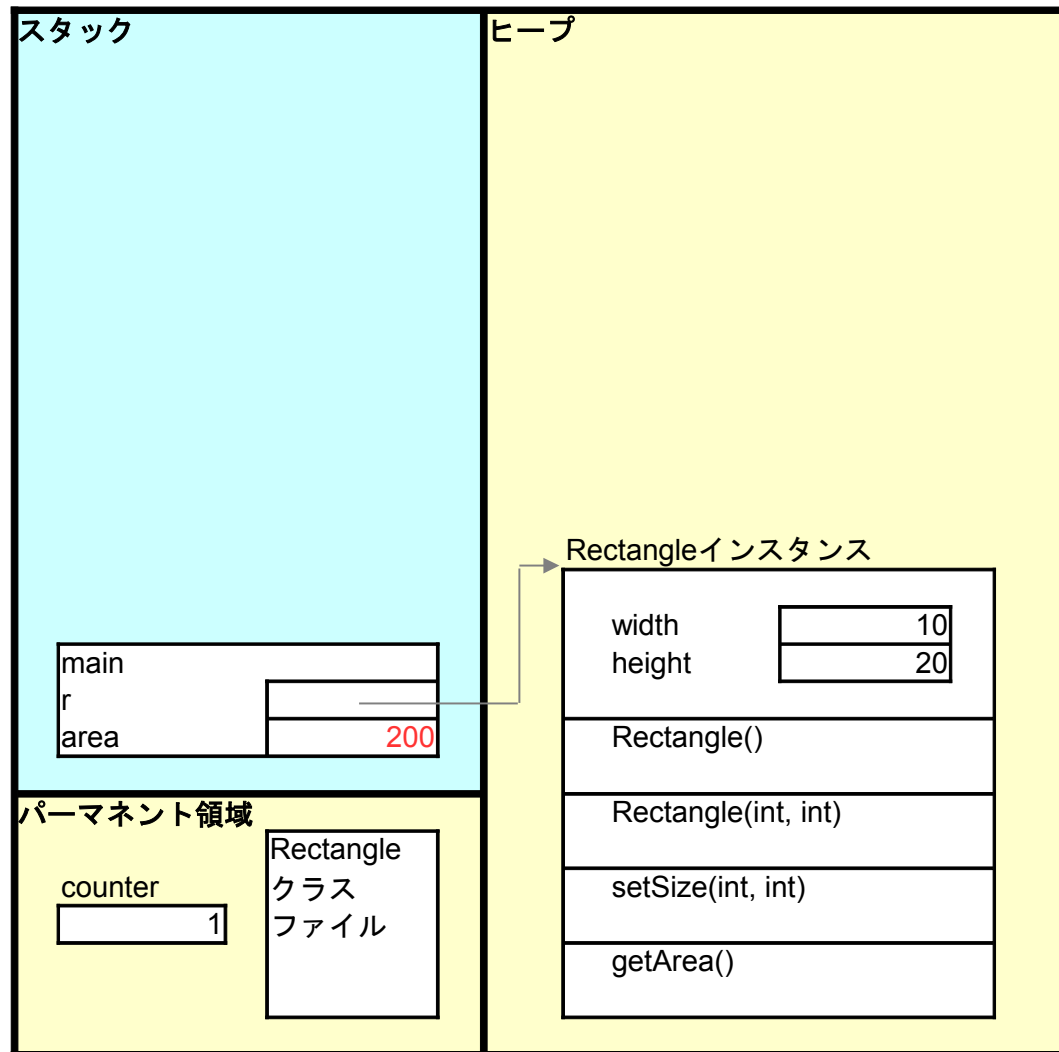 スタック
main
r
area 200
パーマネント領域
counter
1
Rectangle
クラス
ファイル
ヒープ
Rectangleインスタンス
width 10
height 20
Rectangle()
Rectangle(int, int)
setSize(int, int)
getArea()